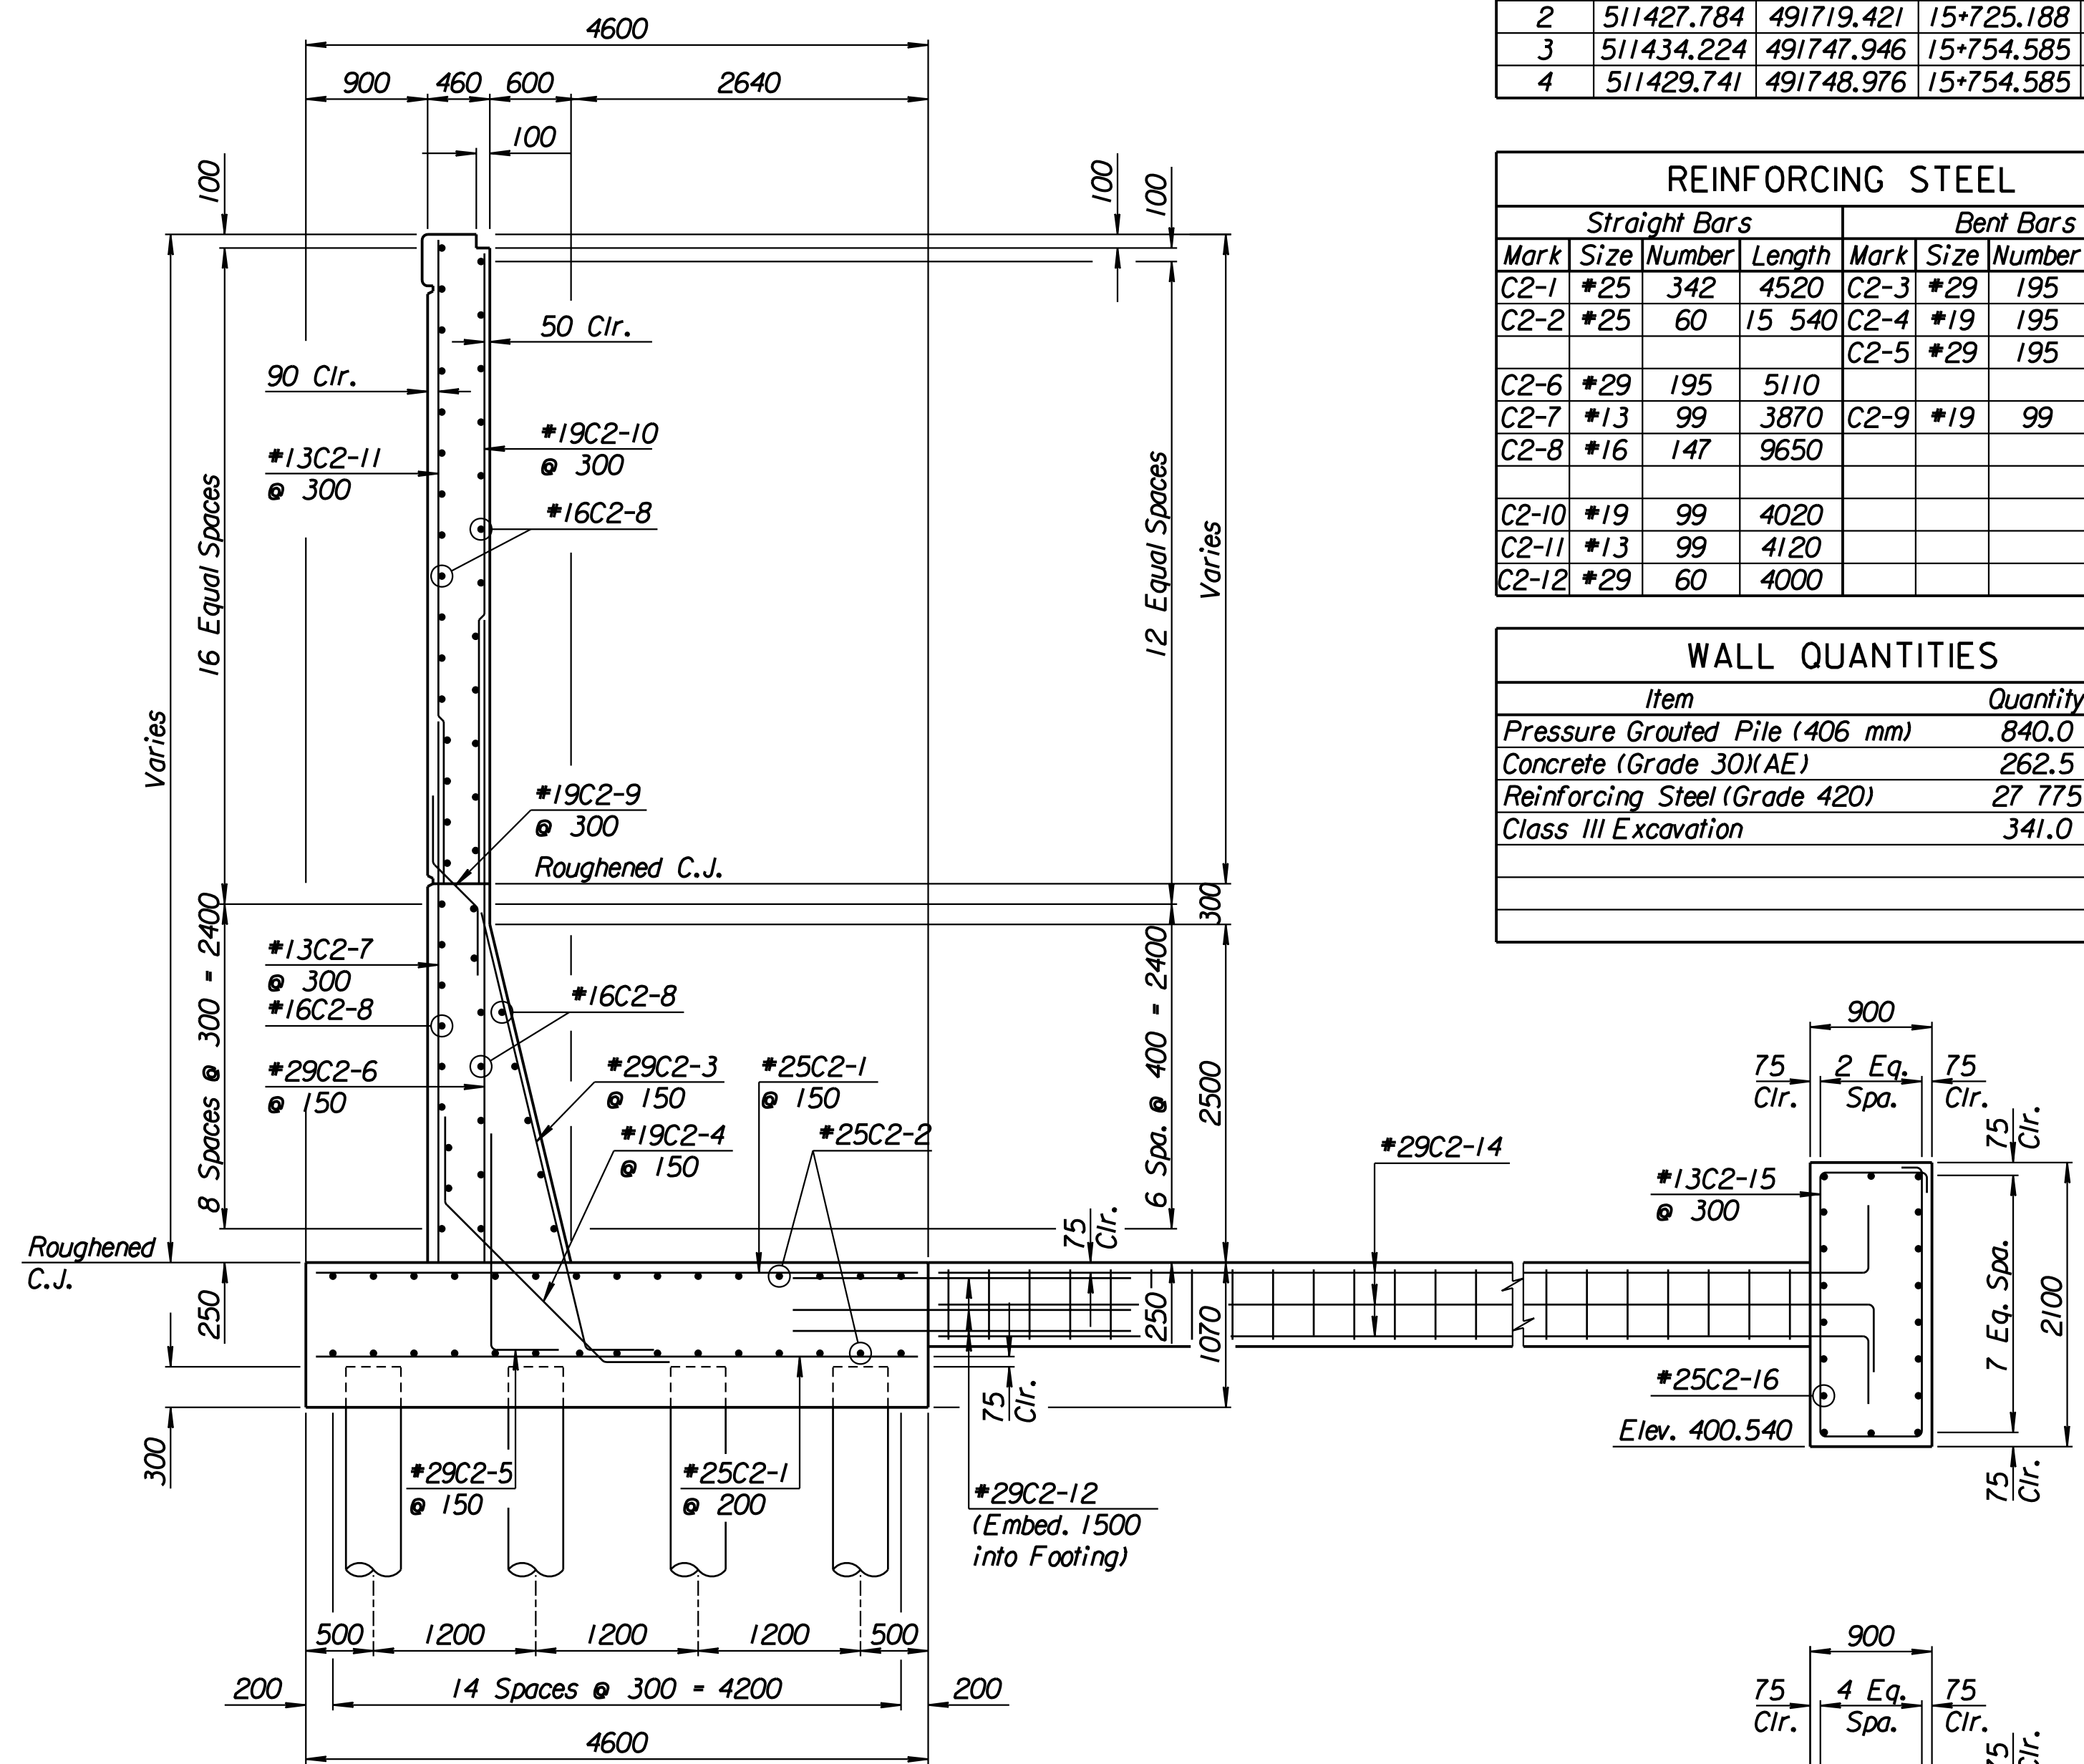 4600
900 460 600 2640
100
100
100
100
50 Clr.
90 Clr.
#19C2-10
@ 300
#13C2-11
@ 300
#16C2-8
16 Equal Spaces
12 Equal Spaces
Varies
Varies
#19C2-9
@ 300
Roughened C.J.
300
#13C2-7
@ 300
#16C2-8
#16C2-8
8 Spaces @ 300 = 2400
6 Spa. @ 400 = 2400
2500
#29C2-6
@ 150
#29C2-3
@ 150
#25C2-1
@ 150
#19C2-4
@ 150
#25C2-2
#29C2-14
Roughened
C.J.
75
Clr.
250
250
1070
75
Clr.
300
#29C2-5
@ 150
#25C2-1
@ 200
#29C2-12
(Embed. 1500
into Footing)
500 1200 1200 1200 500
200 14 Spaces @ 300 = 4200 200
4600
2 511427.784 491719.421 15+725.188
3 511434.224 491747.946 15+754.585
4 511429.741 491748.976 15+754.585
REINFORCING STEEL
Straight Bars Bent Bars
Mark Size Number Length Mark Size Number
C2-1 #25 342 4520 C2-3 #29 195
C2-2 #25 60 15 540 C2-4 #19 195
C2-5 #29 195
C2-6 #29 195 5110
C2-7 #13 99 3870 C2-9 #19 99
C2-8 #16 147 9650
C2-10 #19 99 4020
C2-11 #13 99 4120
C2-12 #29 60 4000
WALL QUANTITIES
Item Quantity
Pressure Grouted Pile (406 mm) 840.0
Concrete (Grade 30)(AE) 262.5
Reinforcing Steel (Grade 420) 27 775
Class III Excavation 341.0
900
75 2 Eq. 75
Clr. Spa. Clr.
75
Clr.
#13C2-15
@ 300
7 Eq. Spa.
2100
#25C2-16
Elev. 400.540
75
Clr.
900
75 4 Eq. 75
Clr. Spa. Clr.
75
Clr.